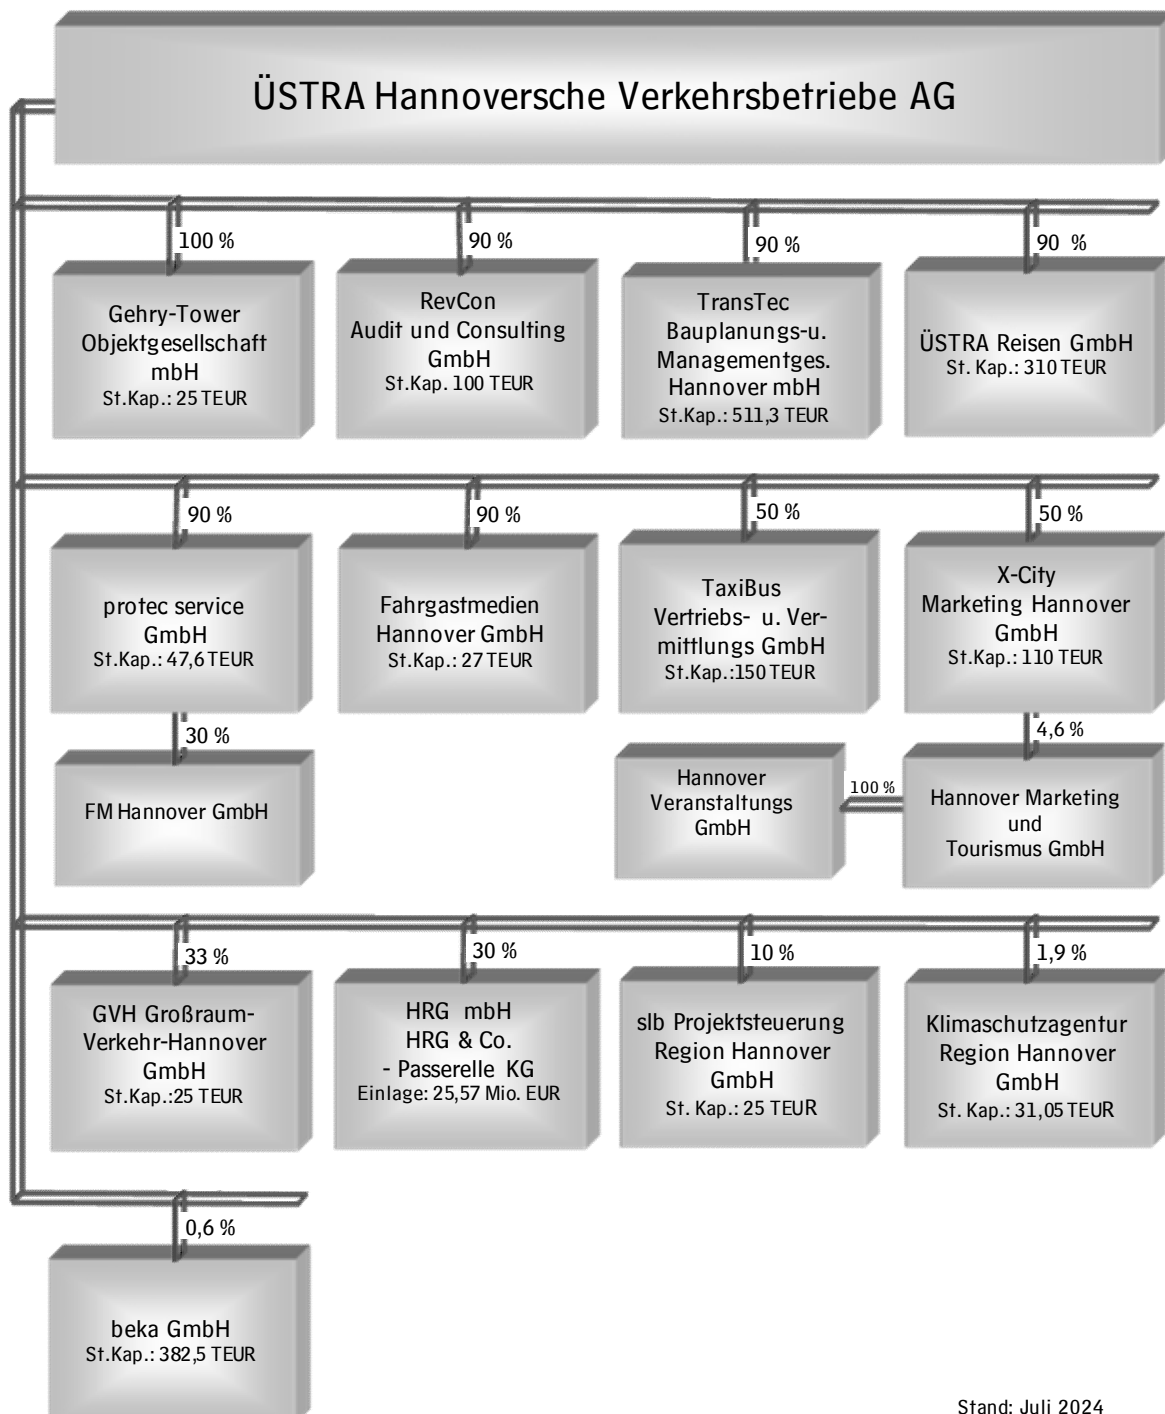 ÜSTRA Hannoversche Verkehrsbetriebe AG
100 %
Gehry-Tower
Objektgesellschaft
mbH
St.Kap.: 25 TEUR
90 %
RevCon
Audit und Consulting
GmbH
St.Kap. 100 TEUR
90 %
TransTec
Bauplanungs-u.
Managementges.
Hannover mbH
St.Kap.: 511,3 TEUR
90 %
ÜSTRA Reisen GmbH
St. Kap.: 310 TEUR
90 %
protec service
GmbH
St.Kap.: 47,6 TEUR
90 %
Fahrgastmedien
Hannover GmbH
St.Kap.: 27 TEUR
50 %
TaxiBus
Vertriebs- u. Ver-
mittlungs GmbH
St.Kap.:150 TEUR
50 %
X-City
Marketing Hannover
GmbH
St.Kap.: 110 TEUR
30 %
FM Hannover GmbH
Hannover
Veranstaltungs
GmbH
100 %
4,6 %
Hannover Marketing
und
Tourismus GmbH
33 %
GVH Großraum-
Verkehr-Hannover
GmbH
St.Kap.:25 TEUR
30 %
HRG mbH
HRG & Co.
- Passerelle KG
Einlage: 25,57 Mio. EUR
10 %
slb Projektsteuerung
Region Hannover
GmbH
St. Kap.: 25 TEUR
1,9 %
Klimaschutzagentur
Region Hannover
GmbH
St. Kap.: 31,05 TEUR
0,6 %
beka GmbH
St.Kap.: 382,5 TEUR
Stand: Juli 2024